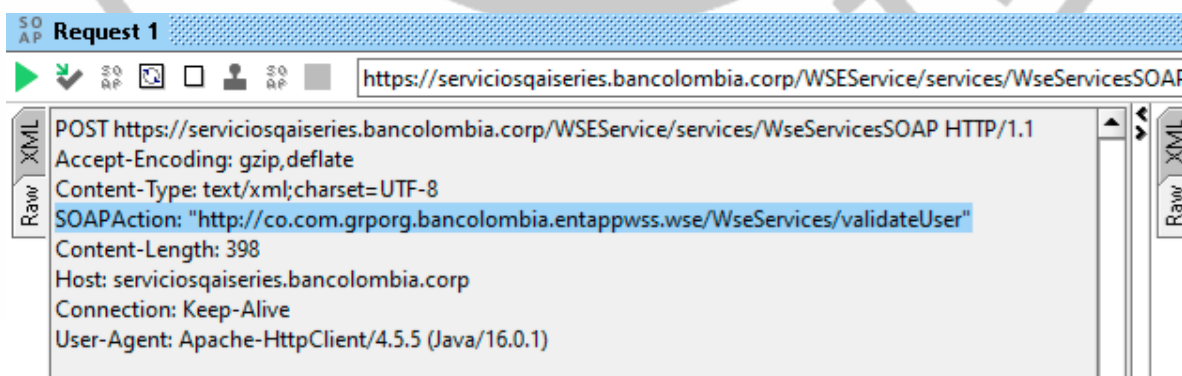 SOAP Request 1
SOAP SOAP https://serviciosqaiseries.bancolombia.corp/WSEService/services/WseServicesSOAP
XML POST https://serviciosqaiseries.bancolombia.corp/WSEService/services/WseServicesSOAP HTTP/1.1 XML
Accept-Encoding: gzip,deflate
Raw Content-Type: text/xml;charset=UTF-8 Raw
SOAPAction: "http://co.com.grporg.bancolombia.entappwss.wse/WseServices/validateUser"
Content-Length: 398
Host: serviciosqaiseries.bancolombia.corp
Connection: Keep-Alive
User-Agent: Apache-HttpClient/4.5.5 (Java/16.0.1)